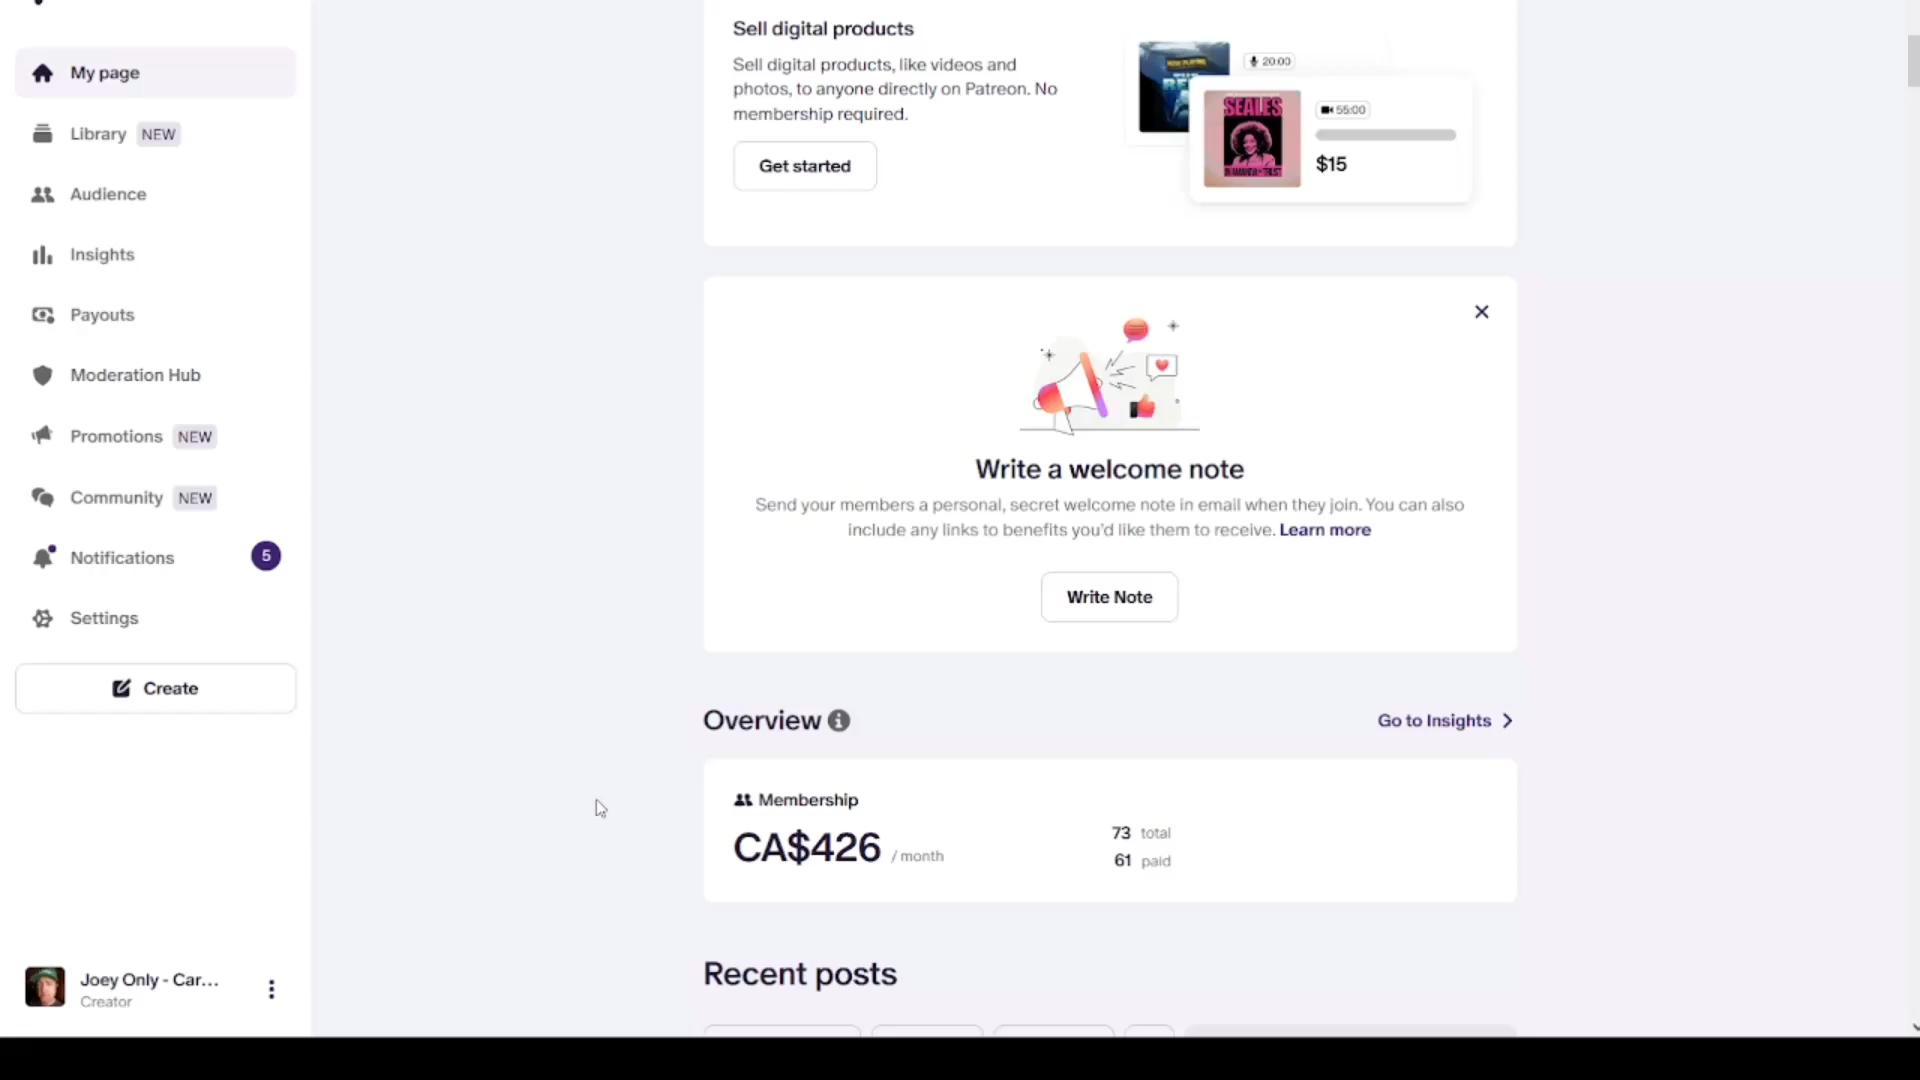 My page
Library NEW
Audience
Insights
Payouts
Moderation Hub
Promotions NEW
Community NEW
Notifications 5
Settings
Create
Joey Only - Car...
Creator
Sell digital products
Sell digital products, like videos and
photos, to anyone directly on Patreon. No
membership required.
Get started
20:00
NOW PLAYING
SEALES
55:00
$15
Write a welcome note
Send your members a personal, secret welcome note in email when they join. You can also
include any links to benefits you'd like them to receive. Learn more
Write Note
Overview
Go to Insights
Membership
CA$426 / month
73 total
61 paid
Recent posts